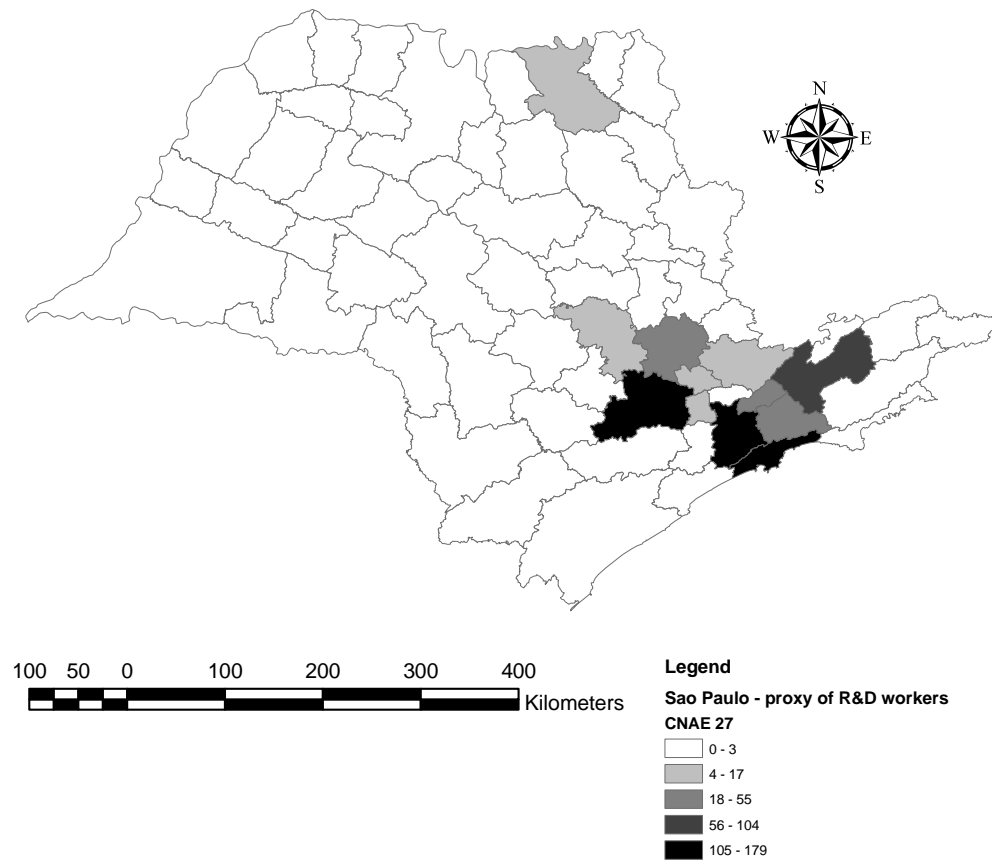 N
W E
S
100 50 0 100 200 300 400
Kilometers
Legend
Sao Paulo - proxy of R&D workers
CNAE 27
0 - 3
4 - 17
18 - 55
56 - 104
105 - 179